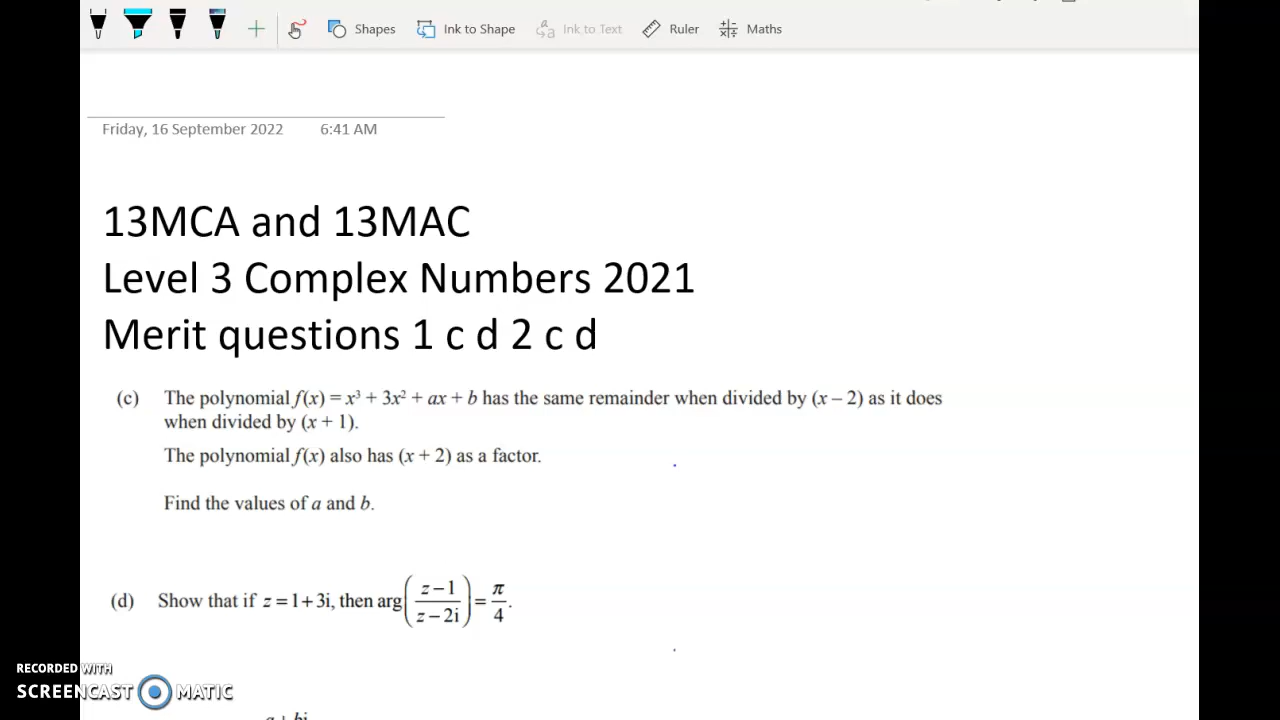 Shapes Ink to Shape Ink to Text Ruler Maths
Friday, 16 September 2022 6:41 AM
13MCA and 13MAC
Level 3 Complex Numbers 2021
Merit questions 1 c d 2 c d
(c) The polynomial f(x) = x³ + 3x² + ax + b has the same remainder when divided by (x – 2) as it does
when divided by (x + 1).
The polynomial f(x) also has (x + 2) as a factor.
Find the values of a and b.
(d) Show that if z = 1 + 3i, then arg((z – 1)/(z – 2i)) = π/4.
RECORDED WITH
SCREENCAST MATIC
a + bi